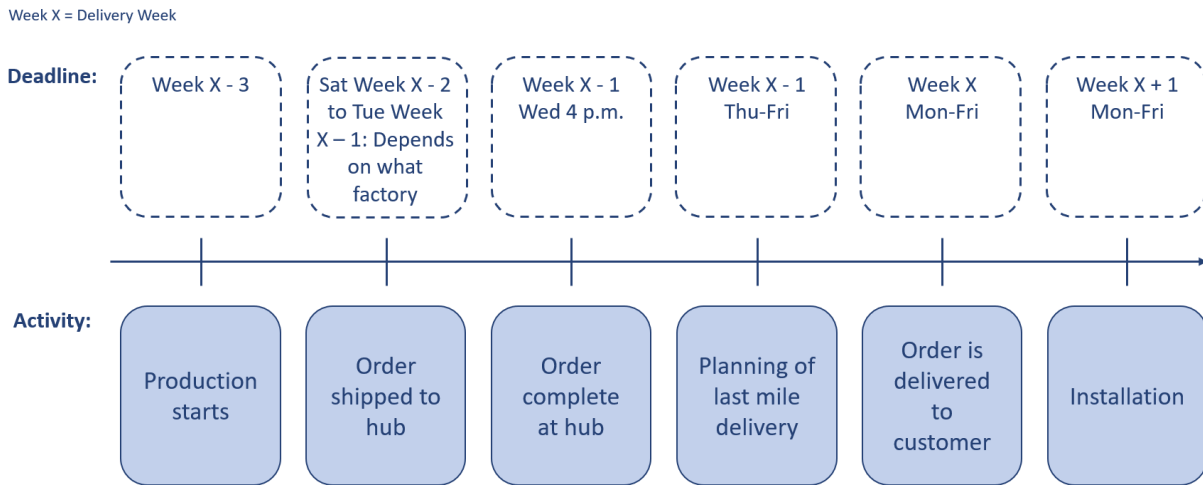 Week X = Delivery Week
Deadline:
Week X - 3
Sat Week X - 2
to Tue Week
X – 1: Depends
on what
factory
Week X - 1
Wed 4 p.m.
Week X - 1
Thu-Fri
Week X
Mon-Fri
Week X + 1
Mon-Fri
Activity:
Production
starts
Order
shipped to
hub
Order
complete
at hub
Planning of
last mile
delivery
Order is
delivered
to
customer
Installation